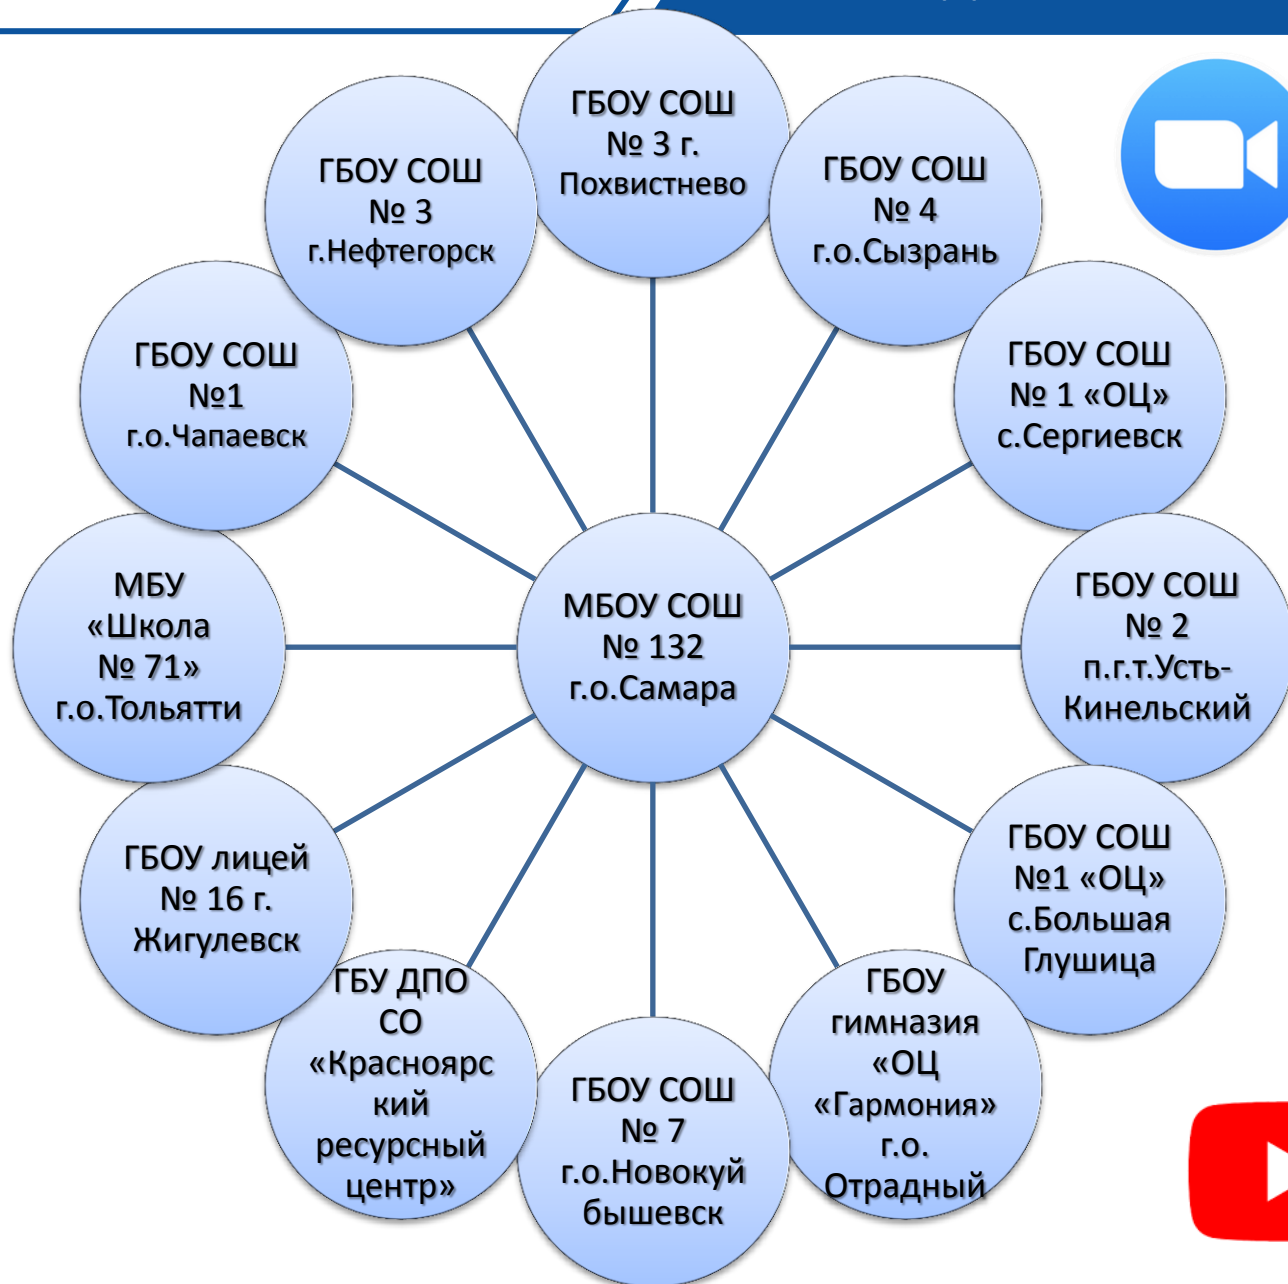 ГБОУ СОШ
№ 3 г.
Похвистнево
ГБОУ СОШ
№ 4
г.о.Сызрань
ГБОУ СОШ
№ 1 «ОЦ»
с.Сергиевск
ГБОУ СОШ
№ 2
п.г.т.Усть-
Кинельский
ГБОУ СОШ
№1 «ОЦ»
с.Большая
Глушица
ГБОУ
гимназия
«ОЦ
«Гармония»
г.о.
Отрадный
ГБОУ СОШ
№ 7
г.о.Новокуй
бышевск
ГБУ ДПО
СО
«Красноярс
кий
ресурсный
центр»
ГБОУ лицей
№ 16 г.
Жигулевск
МБУ
«Школа
№ 71»
г.о.Тольятти
ГБОУ СОШ
№1
г.о.Чапаевск
ГБОУ СОШ
№ 3
г.Нефтегорск
МБОУ СОШ
№ 132
г.о.Самара